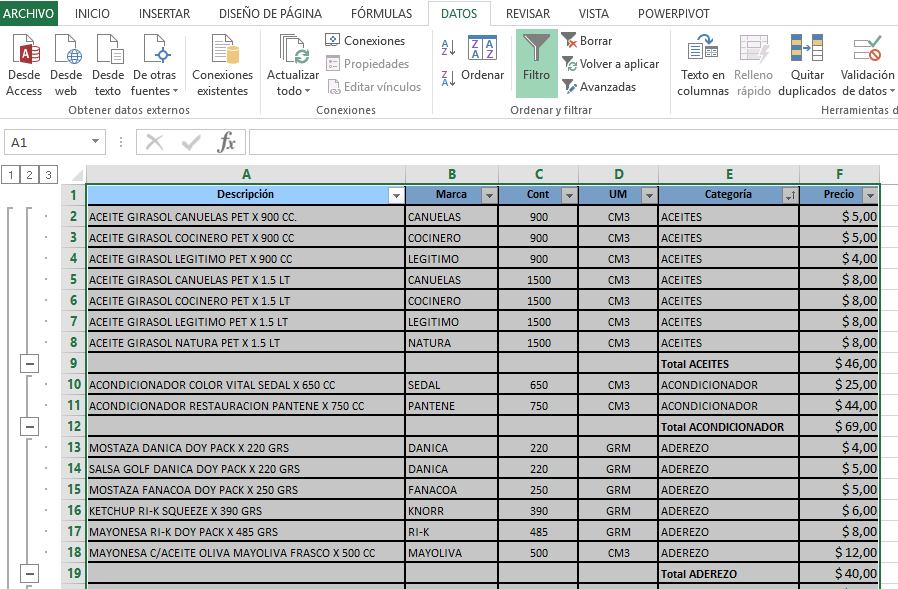 ARCHIVO INICIO INSERTAR DISEÑO DE PÁGINA FÓRMULAS DATOS REVISAR VISTA POWERPIVOT
Desde Access
Desde web
Desde texto
De otras fuentes
Conexiones existentes
Obtener datos externos
Actualizar todo
Conexiones
Propiedades
Editar vínculos
Conexiones
Ordenar
Filtro
Borrar
Volver a aplicar
Avanzadas
Ordenar y filtrar
Texto en columnas
Relleno rápido
Quitar duplicados
Validación de datos
Herramientas d
A1 fx
1 2 3 A B C D E F
1 Descripción Marca Cont UM Categoría Precio
2 ACEITE GIRASOL CANUELAS PET X 900 CC. CANUELAS 900 CM3 ACEITES $ 5,00
3 ACEITE GIRASOL COCINERO PET X 900 CC COCINERO 900 CM3 ACEITES $ 5,00
4 ACEITE GIRASOL LEGITIMO PET X 900 CC LEGITIMO 900 CM3 ACEITES $ 4,00
5 ACEITE GIRASOL CANUELAS PET X 1.5 LT CANUELAS 1500 CM3 ACEITES $ 8,00
6 ACEITE GIRASOL COCINERO PET X 1.5 LT COCINERO 1500 CM3 ACEITES $ 8,00
7 ACEITE GIRASOL LEGITIMO PET X 1.5 LT LEGITIMO 1500 CM3 ACEITES $ 8,00
8 ACEITE GIRASOL NATURA PET X 1.5 LT NATURA 1500 CM3 ACEITES $ 8,00
9 Total ACEITES $ 46,00
10 ACONDICIONADOR COLOR VITAL SEDAL X 650 CC SEDAL 650 CM3 ACONDICIONADOR $ 25,00
11 ACONDICIONADOR RESTAURACION PANTENE X 750 CC PANTENE 750 CM3 ACONDICIONADOR $ 44,00
12 Total ACONDICIONADOR $ 69,00
13 MOSTAZA DANICA DOY PACK X 220 GRS DANICA 220 GRM ADEREZO $ 4,00
14 SALSA GOLF DANICA DOY PACK X 220 GRS DANICA 220 GRM ADEREZO $ 5,00
15 MOSTAZA FANACOA DOY PACK X 250 GRS FANACOA 250 GRM ADEREZO $ 5,00
16 KETCHUP RI-K SQUEEZE X 390 GRS KNORR 390 GRM ADEREZO $ 6,00
17 MAYONESA RI-K DOY PACK X 485 GRS RI-K 485 GRM ADEREZO $ 8,00
18 MAYONESA C/ACEITE OLIVA MAYOLIVA FRASCO X 500 CC MAYOLIVA 500 CM3 ADEREZO $ 12,00
19 Total ADEREZO $ 40,00